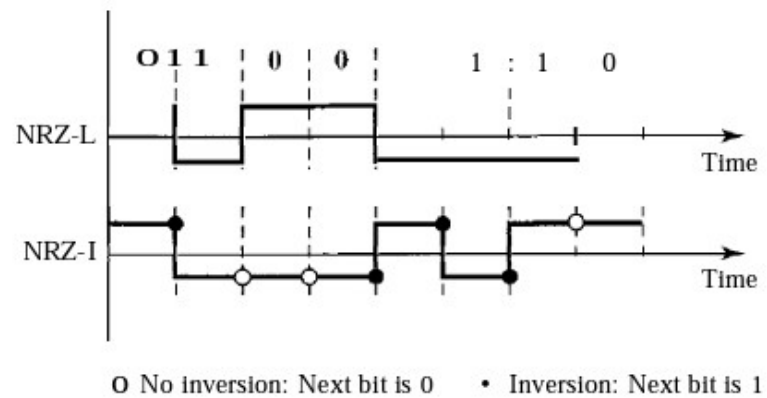 0 1 1 0 0 1 : 1 0
NRZ-L
Time
NRZ-I
Time
O No inversion: Next bit is 0 • Inversion: Next bit is 1